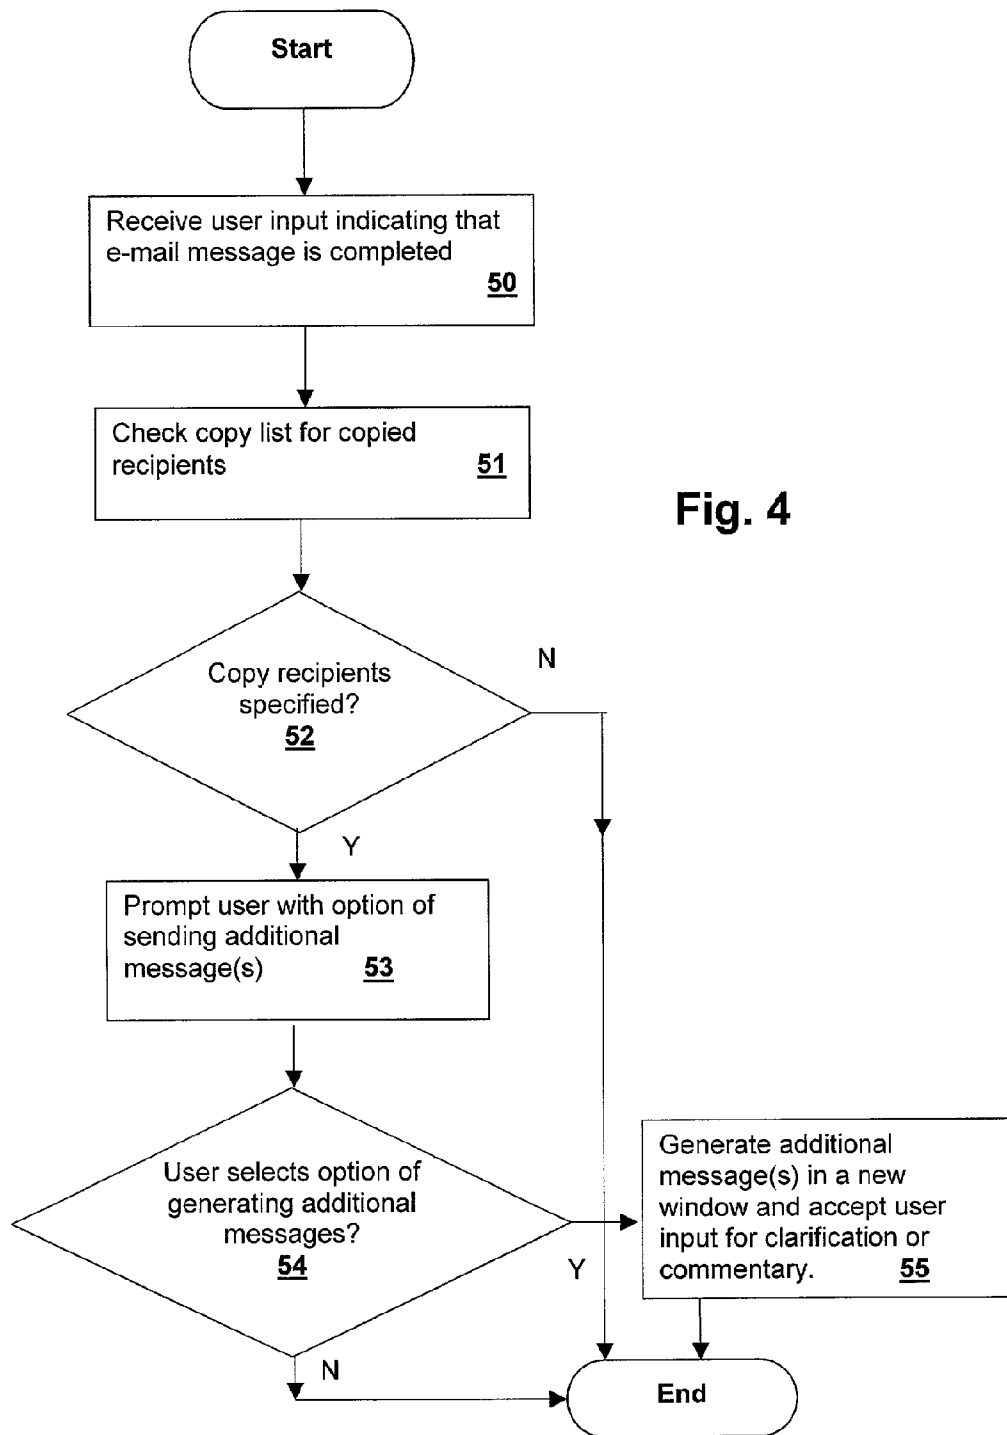 Start
Receive user input indicating that
e-mail message is completed
50
Check copy list for copied
recipients 51
Fig. 4
Copy recipients
specified?
52
N
Y
Prompt user with option of
sending additional
message(s) 53
User selects option of
generating additional
messages?
54
Y
N
Generate additional
message(s) in a new
window and accept user
input for clarification or
commentary. 55
End